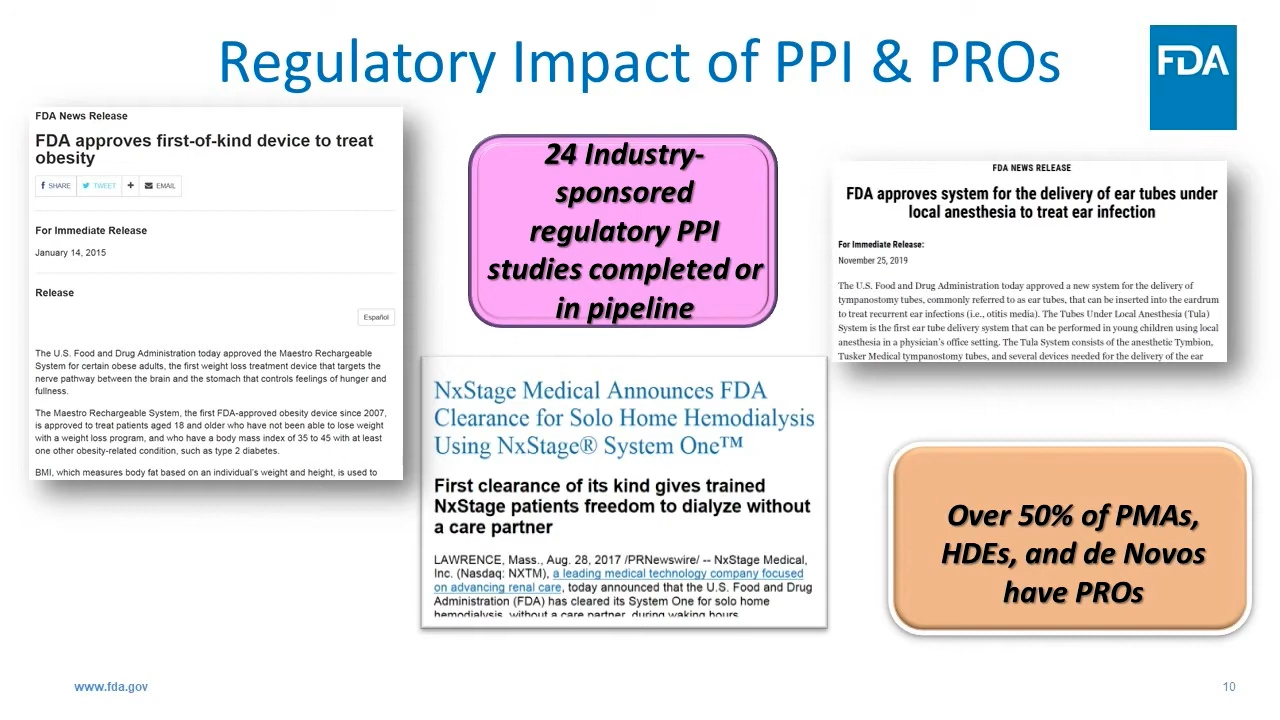 Regulatory Impact of PPI & PROs
FDA
FDA News Release
FDA approves first-of-kind device to treat
obesity
SHARE TWEET + EMAIL
For Immediate Release
January 14, 2015
Release
Español
The U.S. Food and Drug Administration today approved the Maestro Rechargeable
System for certain obese adults, the first weight loss treatment device that targets the
nerve pathway between the brain and the stomach that controls feelings of hunger and
fullness.
The Maestro Rechargeable System, the first FDA-approved obesity device since 2007,
is approved to treat patients aged 18 and older who have not been able to lose weight
with a weight loss program, and who have a body mass index of 35 to 45 with at least
one other obesity-related condition, such as type 2 diabetes.
BMI, which measures body fat based on an individual's weight and height, is used to
24 Industry-
sponsored
regulatory PPI
studies completed or
in pipeline
NxStage Medical Announces FDA
Clearance for Solo Home Hemodialysis
Using NxStage® System One™
First clearance of its kind gives trained
NxStage patients freedom to dialyze without
a care partner
LAWRENCE, Mass., Aug. 28, 2017 /PRNewswire/ -- NxStage Medical,
Inc. (Nasdaq: NXTM), a leading medical technology company focused
on advancing renal care, today announced that the U.S. Food and Drug
Administration (FDA) has cleared its System One for solo home
hemodialysis, without a care partner, during waking hours.
FDA NEWS RELEASE
FDA approves system for the delivery of ear tubes under
local anesthesia to treat ear infection
For Immediate Release:
November 25, 2019
The U.S. Food and Drug Administration today approved a new system for the delivery of
tympanostomy tubes, commonly referred to as ear tubes, that can be inserted into the eardrum
to treat recurrent ear infections (i.e., otitis media). The Tubes Under Local Anesthesia (Tula)
System is the first ear tube delivery system that can be performed in young children using local
anesthesia in a physician's office setting. The Tula System consists of the anesthetic Tymbion,
Tusker Medical tympanostomy tubes, and several devices needed for the delivery of the ear
Over 50% of PMAs,
HDEs, and de Novos
have PROs
www.fda.gov
10